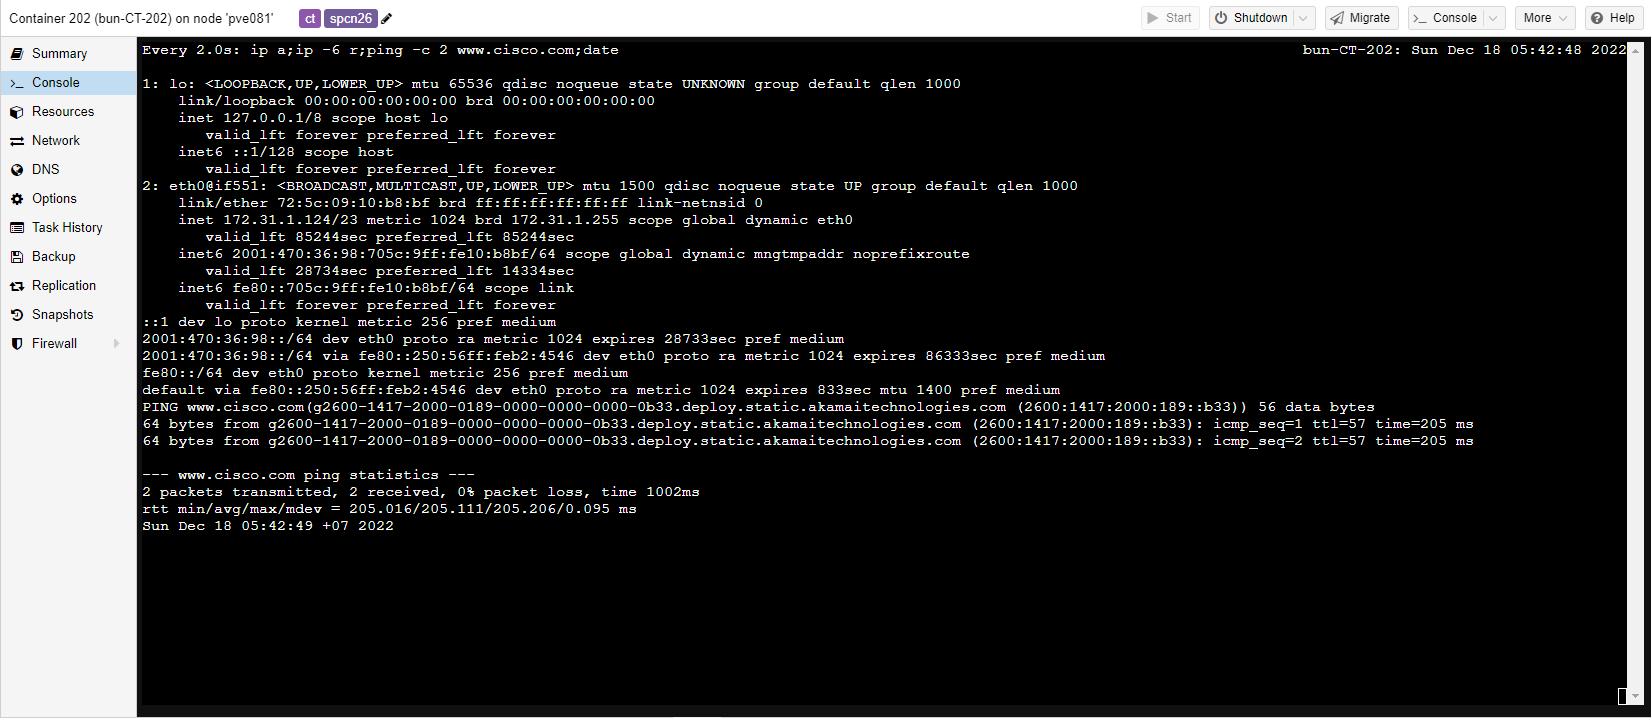 Container 202 (bun-CT-202) on node 'pve081' ct spcn26 Start Shutdown Migrate Console More Help
Summary
Console
Resources
Network
DNS
Options
Task History
Backup
Replication
Snapshots
Firewall
Every 2.0s: ip a;ip -6 r;ping -c 2 www.cisco.com;date bun-CT-202: Sun Dec 18 05:42:48 2022
1: lo: <LOOPBACK,UP,LOWER_UP> mtu 65536 qdisc noqueue state UNKNOWN group default qlen 1000
link/loopback 00:00:00:00:00:00 brd 00:00:00:00:00:00
inet 127.0.0.1/8 scope host lo
valid_lft forever preferred_lft forever
inet6 ::1/128 scope host
valid_lft forever preferred_lft forever
2: eth0@if551: <BROADCAST,MULTICAST,UP,LOWER_UP> mtu 1500 qdisc noqueue state UP group default qlen 1000
link/ether 72:5c:09:10:b8:bf brd ff:ff:ff:ff:ff:ff link-netnsid 0
inet 172.31.1.124/23 metric 1024 brd 172.31.1.255 scope global dynamic eth0
valid_lft 85244sec preferred_lft 85244sec
inet6 2001:470:36:98:705c:9ff:fe10:b8bf/64 scope global dynamic mngtmpaddr noprefixroute
valid_lft 28734sec preferred_lft 14334sec
inet6 fe80::705c:9ff:fe10:b8bf/64 scope link
valid_lft forever preferred_lft forever
::1 dev lo proto kernel metric 256 pref medium
2001:470:36:98::/64 dev eth0 proto ra metric 1024 expires 28733sec pref medium
2001:470:36:98::/64 via fe80::250:56ff:feb2:4546 dev eth0 proto ra metric 1024 expires 86333sec pref medium
fe80::/64 dev eth0 proto kernel metric 256 pref medium
default via fe80::250:56ff:feb2:4546 dev eth0 proto ra metric 1024 expires 833sec mtu 1400 pref medium
PING www.cisco.com(g2600-1417-2000-0189-0000-0000-0000-0b33.deploy.static.akamaitechnologies.com (2600:1417:2000:189::b33)) 56 data bytes
64 bytes from g2600-1417-2000-0189-0000-0000-0000-0b33.deploy.static.akamaitechnologies.com (2600:1417:2000:189::b33): icmp_seq=1 ttl=57 time=205 ms
64 bytes from g2600-1417-2000-0189-0000-0000-0000-0b33.deploy.static.akamaitechnologies.com (2600:1417:2000:189::b33): icmp_seq=2 ttl=57 time=205 ms
--- www.cisco.com ping statistics ---
2 packets transmitted, 2 received, 0% packet loss, time 1002ms
rtt min/avg/max/mdev = 205.016/205.111/205.206/0.095 ms
Sun Dec 18 05:42:49 +07 2022